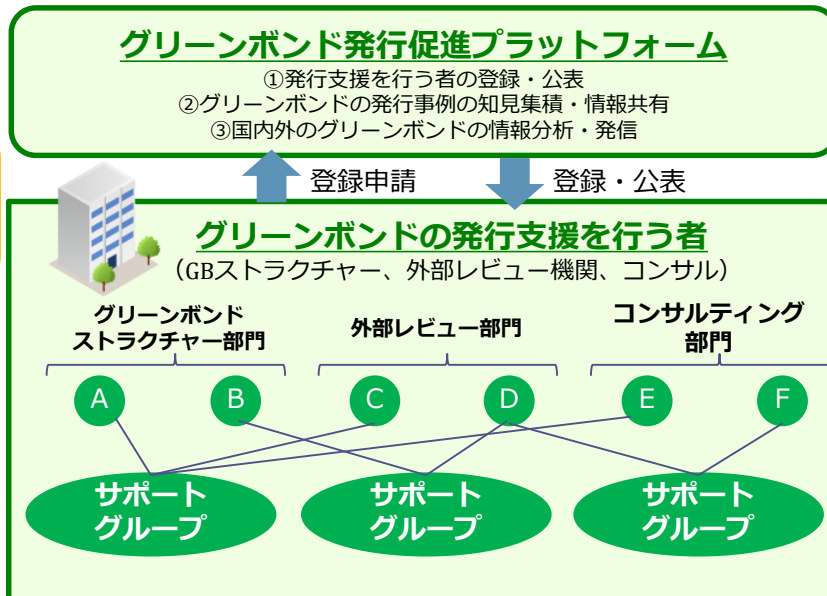 グリーンボンド発行促進プラットフォーム
①発行支援を行う者の登録・公表
②グリーンボンドの発行事例の知見集積・情報共有
③国内外のグリーンボンドの情報分析・発信
登録申請
登録・公表
グリーンボンドの発行支援を行う者
（GBストラクチャー、外部レビュー機関、コンサル）
グリーンボンド
ストラクチャー部門
外部レビュー部門
コンサルティング
部門
A
B
C
D
E
F
サポート
グループ
サポート
グループ
サポート
グループ